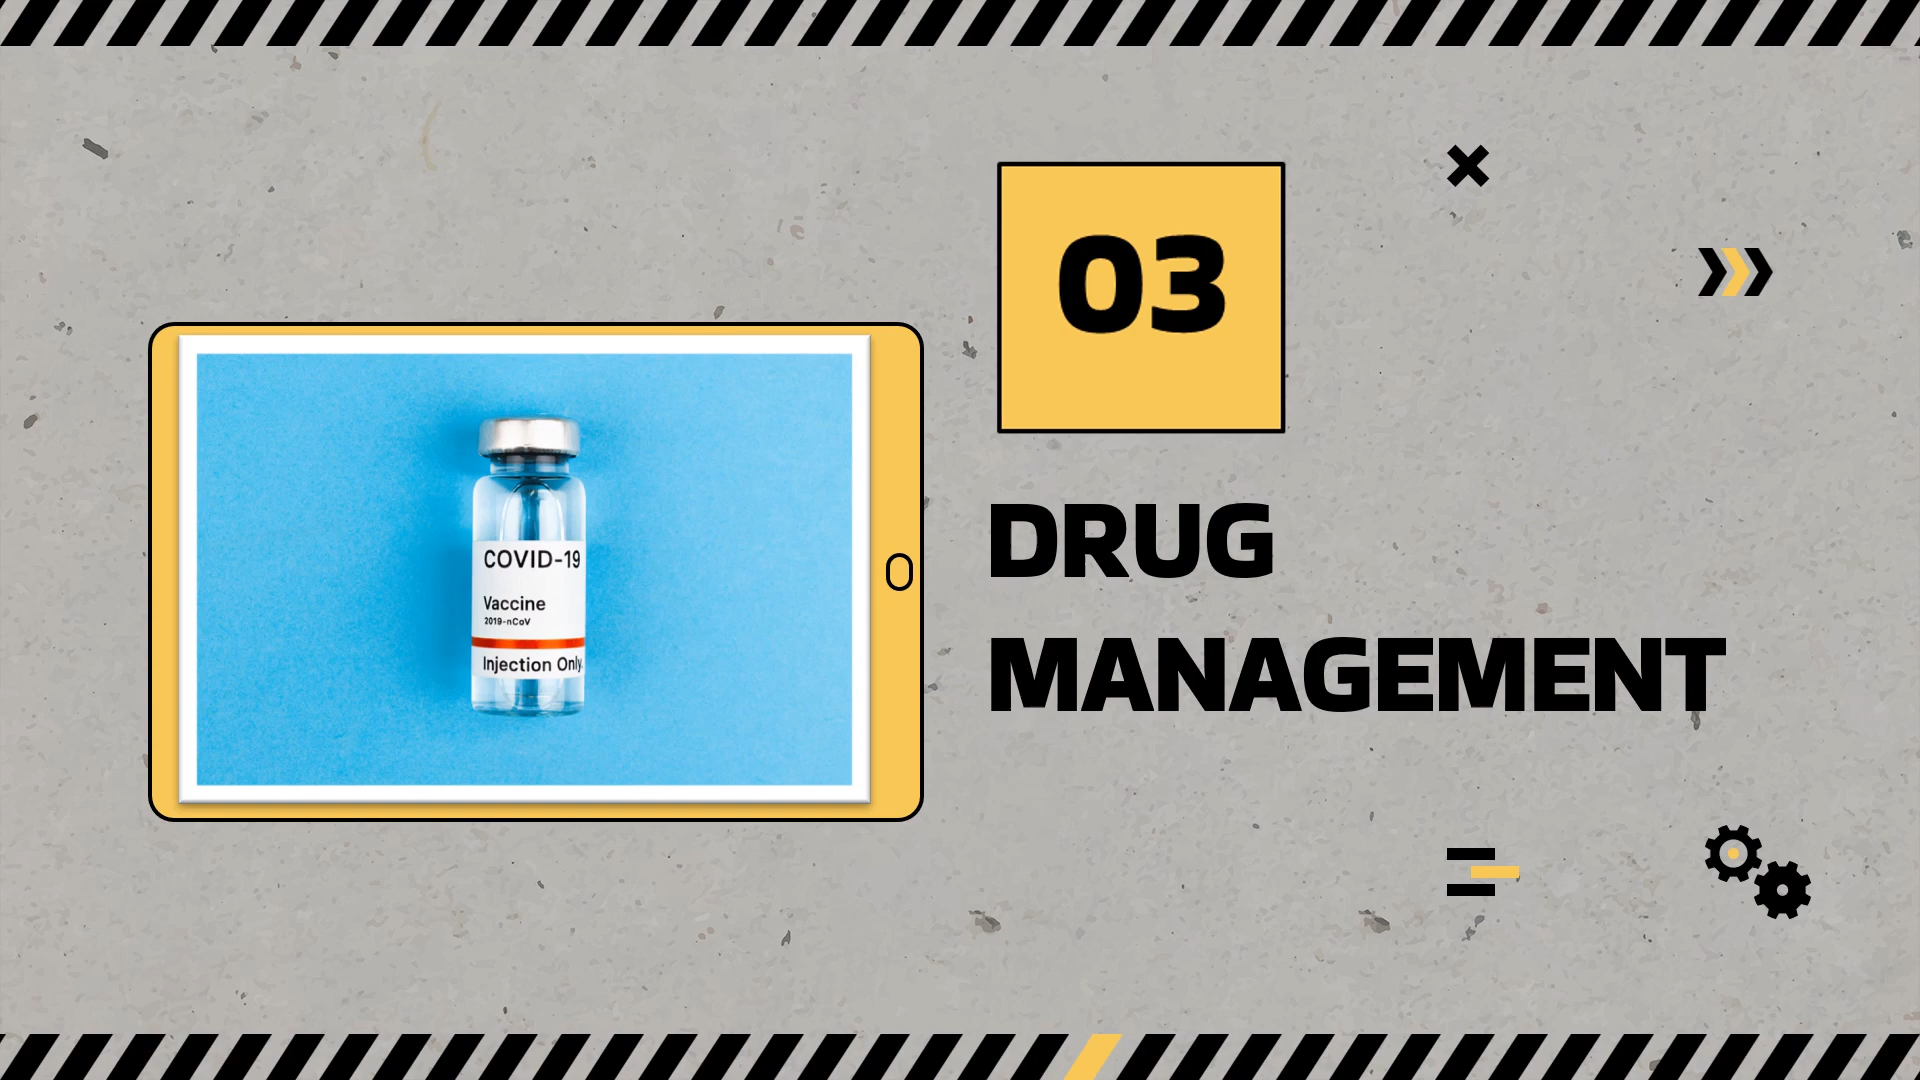 03
DRUG
MANAGEMENT
COVID-19
Vaccine
2019-nCoV
Injection Only.